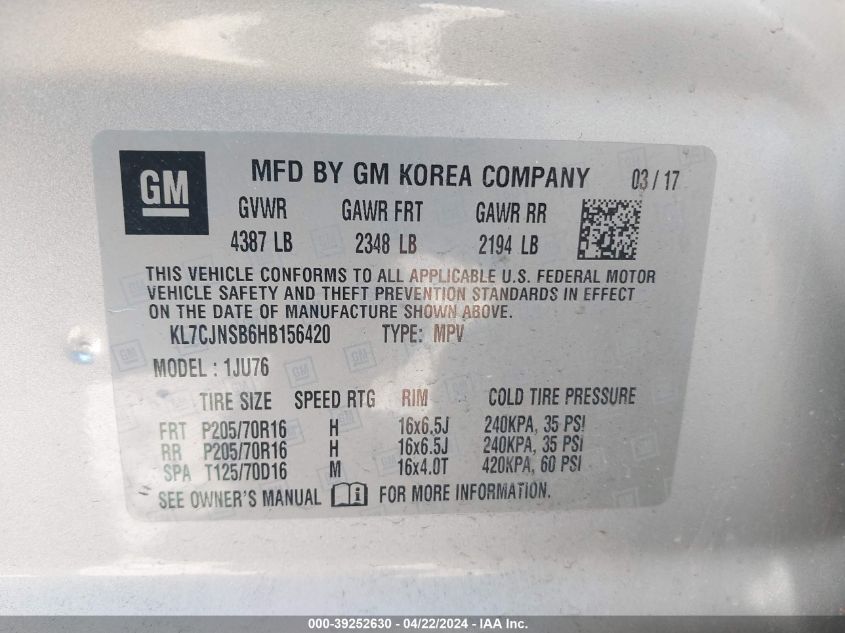 GM MFD BY GM KOREA COMPANY 03 / 17
GVWR GAWR FRT GAWR RR
4387 LB 2348 LB 2194 LB
THIS VEHICLE CONFORMS TO ALL APPLICABLE U.S. FEDERAL MOTOR
VEHICLE SAFETY AND THEFT PREVENTION STANDARDS IN EFFECT
ON THE DATE OF MANUFACTURE SHOWN ABOVE.
KL7CJNSB6HB156420 TYPE: MPV
MODEL : 1JU76
TIRE SIZE SPEED RTG RIM COLD TIRE PRESSURE
FRT P205/70R16 H 16x6.5J 240KPA, 35 PSI
RR P205/70R16 H 16x6.5J 240KPA, 35 PSI
SPA T125/70D16 M 16x4.0T 420KPA, 60 PSI
SEE OWNER'S MANUAL FOR MORE INFORMATION.
000-39252630 - 04/22/2024 - IAA Inc.